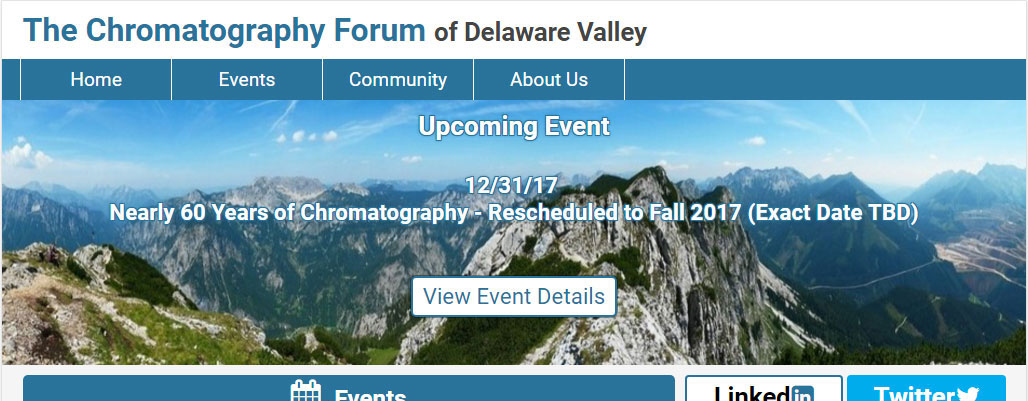 The Chromatography Forum of Delaware Valley
Home Events Community About Us
Upcoming Event
12/31/17
Nearly 60 Years of Chromatography - Rescheduled to Fall 2017 (Exact Date TBD)
View Event Details
Events Linkedin Twitter